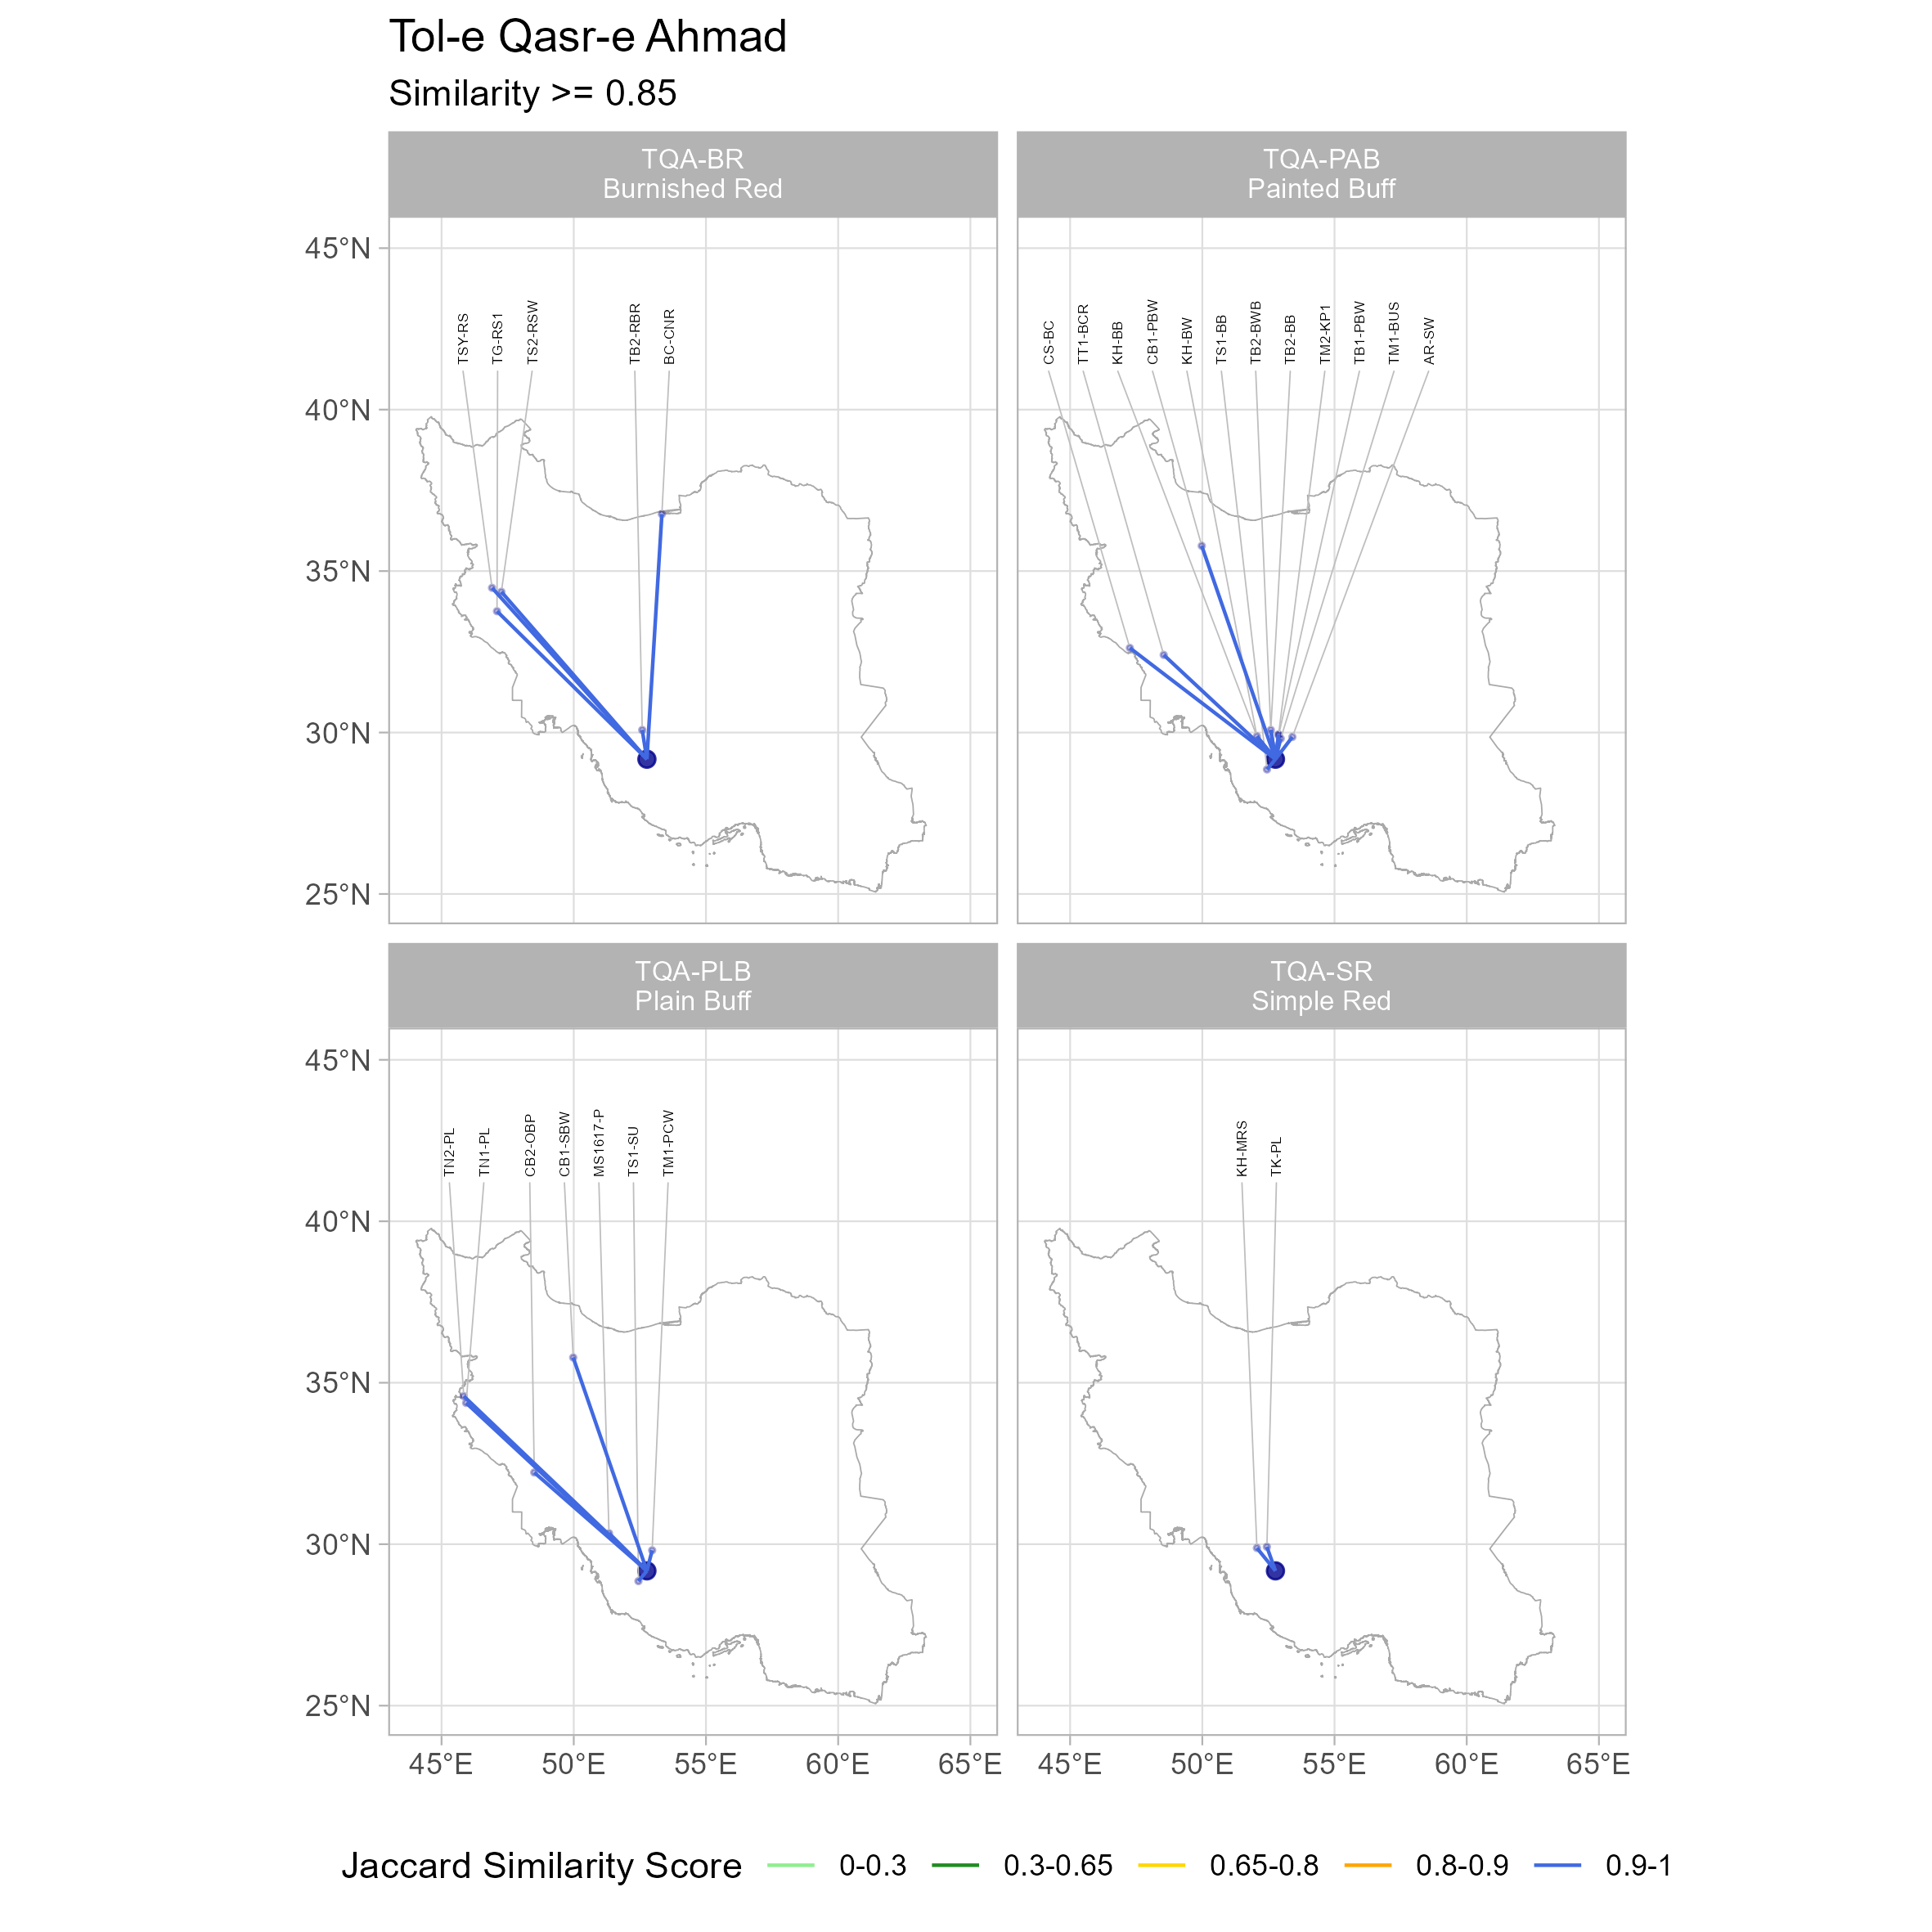 Tol-e Qasr-e Ahmad
Similarity >= 0.85
TQA-BR
Burnished Red
TQA-PAB
Painted Buff
45°N
40°N
35°N
30°N
25°N
TSY-RS
TG-RS1
TS2-RSW
TB2-RBR
BC-CNR
CS-BC
TT1-BCR
KH-BB
CB1-PBW
KH-BW
TS1-BB
TB2-BWB
TB2-BB
TM2-KP1
TB1-PBW
TM1-BUS
AR-SW
TQA-PLB
Plain Buff
TQA-SR
Simple Red
45°N
40°N
35°N
30°N
25°N
TN2-PL
TN1-PL
CB2-OBP
CB1-SBW
MS1617-P
TS1-SU
TM1-PCW
KH-MRS
TK-PL
45°E 50°E 55°E 60°E 65°E
45°E 50°E 55°E 60°E 65°E
Jaccard Similarity Score 0-0.3 0.3-0.65 0.65-0.8 0.8-0.9 0.9-1